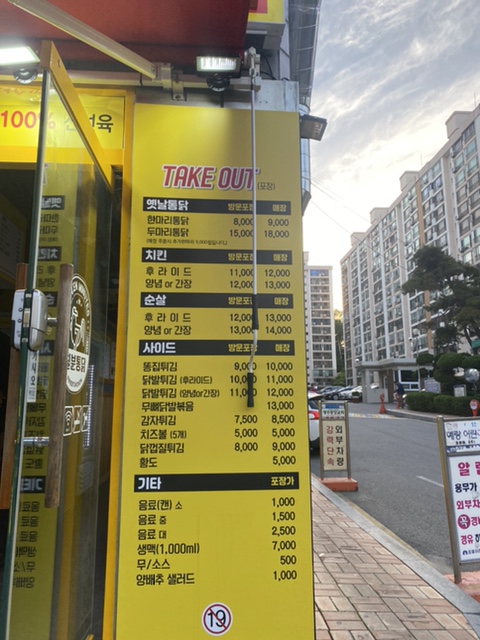 100%
TAKE OUT (포장)
옛날통닭 방문포장 매장
한마리통닭 8,000 9,000
두마리통닭 15,000 18,000
치킨 방문포장 매장
후라이드 11,000 12,000
양념 or 간장 12,000 13,000
순살 방문포장 매장
후라이드 12,000 13,000
양념 or 간장 13,000 14,000
사이드 방문포장 매장
똥집튀김 9,000 10,000
닭발튀김 (후라이드) 10,000 11,000
닭발튀김 (양념or간장) 11,000 12,000
무뼈닭발볶음 13,000
감자튀김 7,500 8,500
치즈볼 (5개) 5,000 5,000
닭껍질튀김 8,000 9,000
황도 5,000
기타 포장가
음료(캔) 소 1,000
음료 중 1,500
음료 대 2,500
생맥(1,000ml) 7,000
무/소스 500
양배추 샐러드 1,000
19
외부차량
강력단속